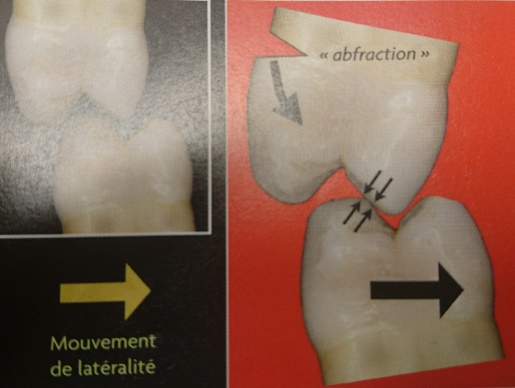 « abfraction »
Mouvement
de latéralité